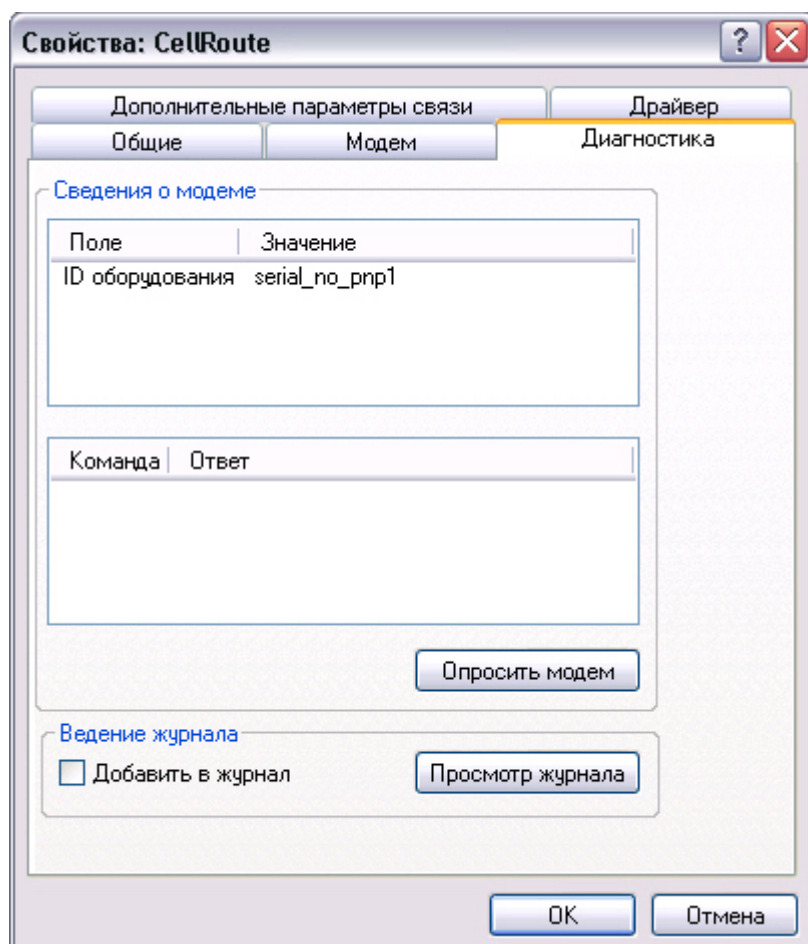 Свойства: CellRoute
?
Дополнительные параметры связи Драйвер
Общие Модем Диагностика
Сведения о модеме
Поле Значение
ID оборудования serial_no_pnp1
Команда Ответ
Опросить модем
Ведение журнала
Добавить в журнал Просмотр журнала
OK Отмена